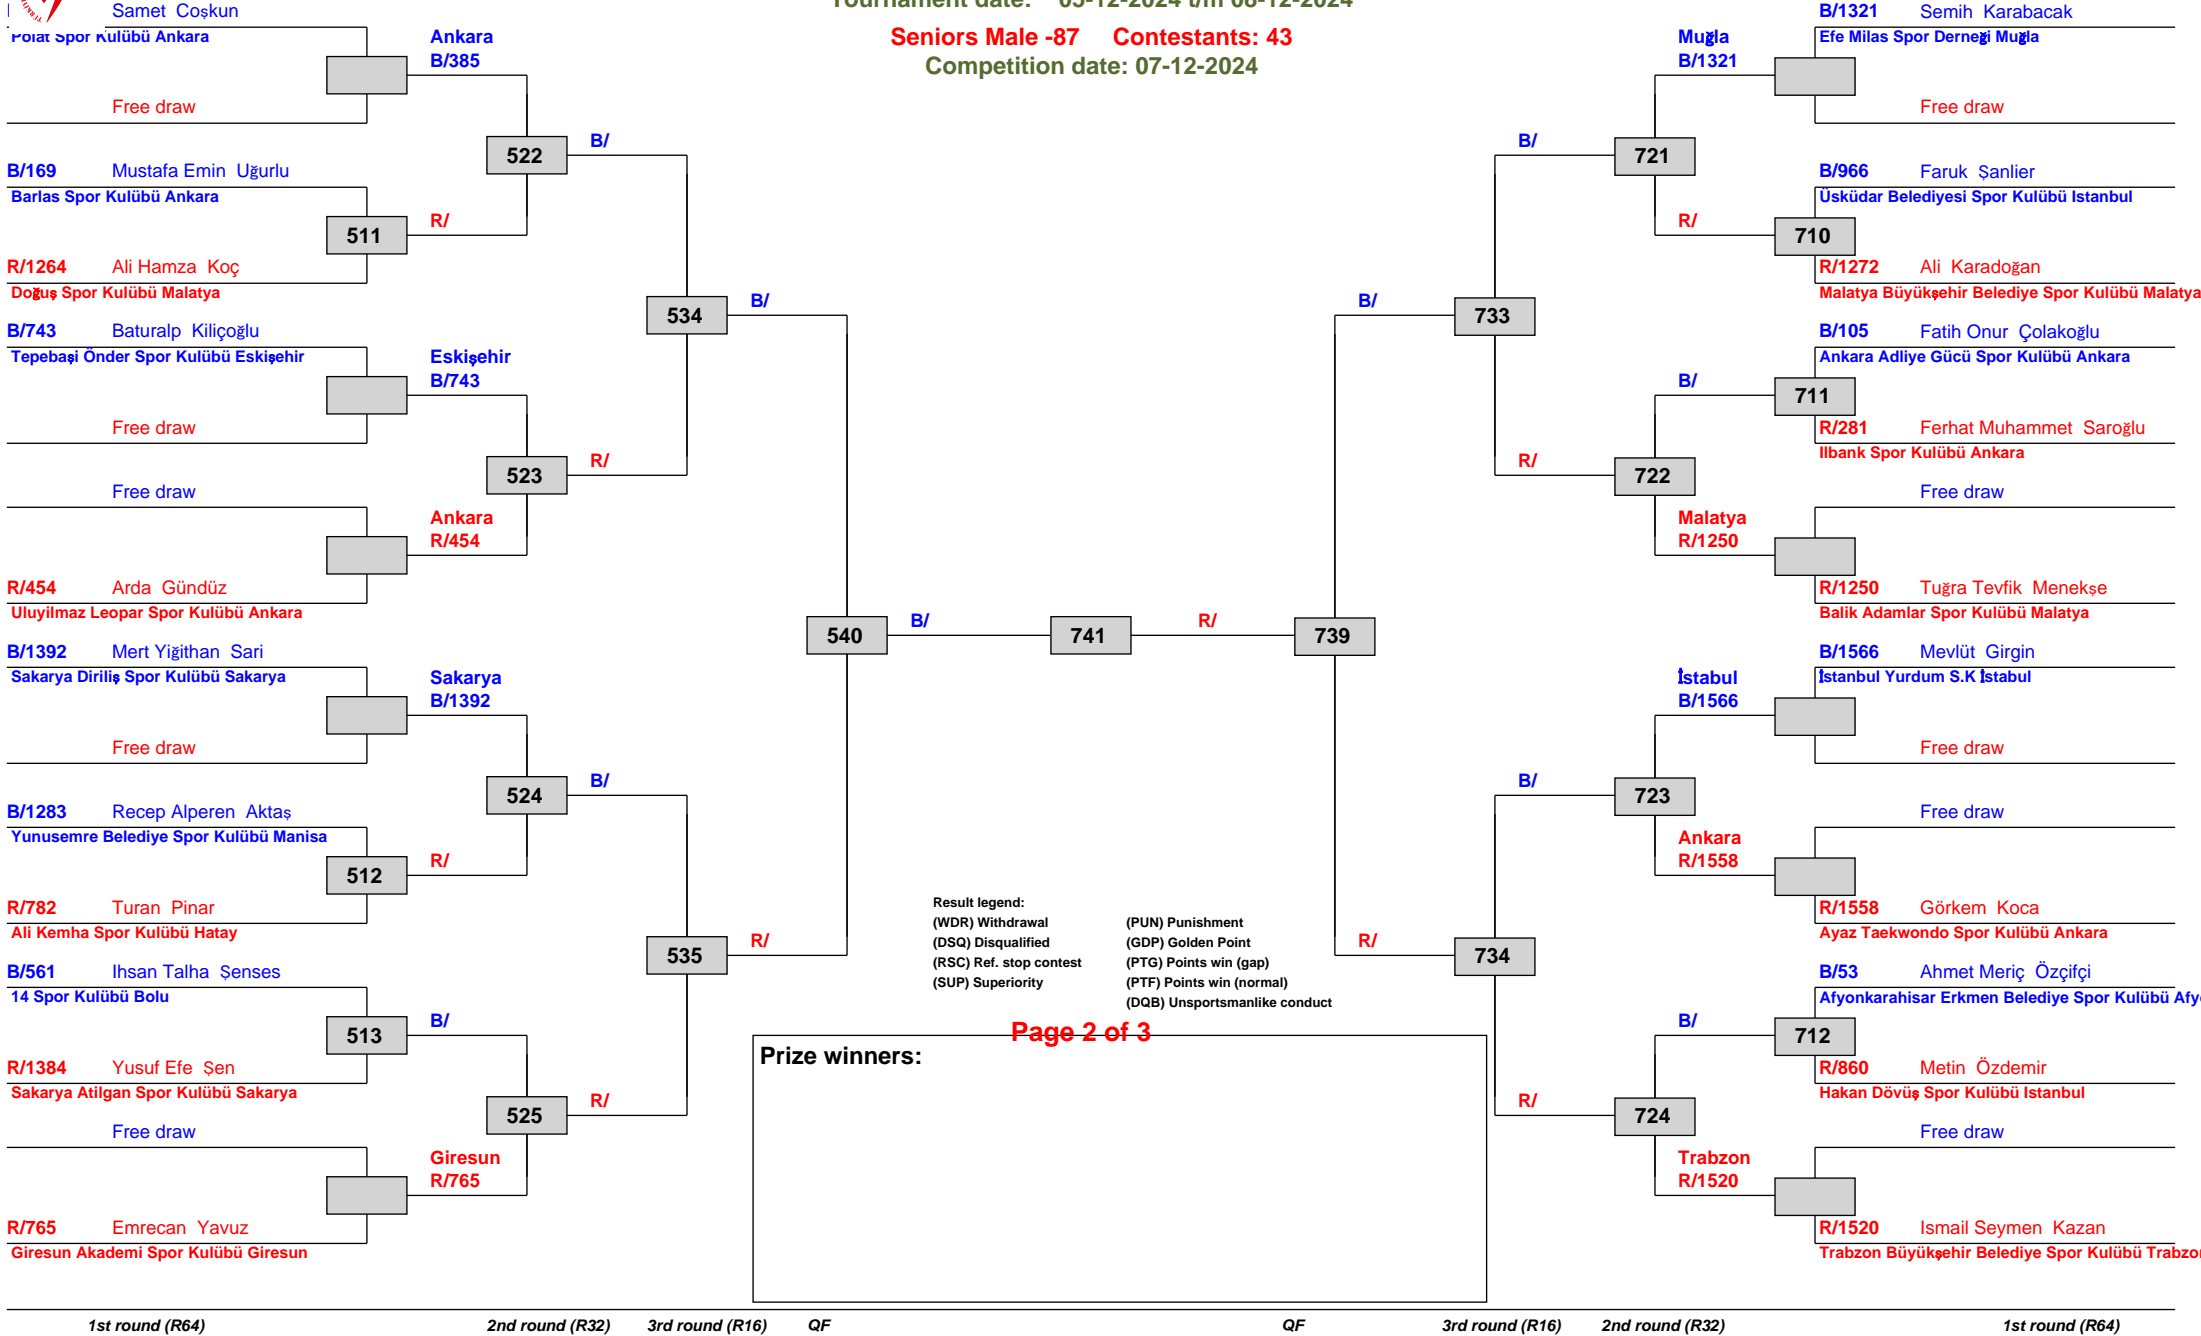 Tournament date: 05-12-2024 t/m 08-12-2024
Seniors Male -87 Contestants: 43
Competition date: 07-12-2024
Samet Coşkun
Polat Spor Kulübü Ankara
Free draw
Ankara
B/385
B/169 Mustafa Emin Uğurlu
Barlas Spor Kulübü Ankara
511
R/1264 Ali Hamza Koç
Doğuş Spor Kulübü Malatya
R/
522
B/
B/743 Baturalp Kiliçoğlu
Tepebaşi Önder Spor Kulübü Eskişehir
Free draw
Eskişehir
B/743
Free draw
R/454 Arda Gündüz
Uluyilmaz Leopar Spor Kulübü Ankara
Ankara
R/454
523
R/
534
B/
B/1392 Mert Yiğithan Sari
Sakarya Diriliş Spor Kulübü Sakarya
Free draw
Sakarya
B/1392
B/1283 Recep Alperen Aktaş
Yunusemre Belediye Spor Kulübü Manisa
512
R/782 Turan Pinar
Ali Kemha Spor Kulübü Hatay
R/
524
B/
B/561 Ihsan Talha Şenses
14 Spor Kulübü Bolu
513
R/1384 Yusuf Efe Şen
Sakarya Atilgan Spor Kulübü Sakarya
B/
Free draw
R/765 Emrecan Yavuz
Giresun Akademi Spor Kulübü Giresun
Giresun
R/765
525
R/
535
R/
540
B/
741
R/
739
B/1321 Semih Karabacak
Efe Milas Spor Derneği Muğla
Free draw
Muğla
B/1321
B/966 Faruk Şanlier
Üsküdar Belediyesi Spor Kulübü Istanbul
710
R/1272 Ali Karadoğan
Malatya Büyükşehir Belediye Spor Kulübü Malatya
R/
721
B/
B/105 Fatih Onur Çolakoğlu
Ankara Adliye Gücü Spor Kulübü Ankara
711
R/281 Ferhat Muhammet Saroğlu
Ilbank Spor Kulübü Ankara
B/
Free draw
R/1250 Tuğra Tevfik Menekşe
Balik Adamlar Spor Kulübü Malatya
Malatya
R/1250
722
R/
733
B/
B/1566 Mevlüt Girgin
İstanbul Yurdum S.K İstabul
Free draw
İstabul
B/1566
Free draw
R/1558 Görkem Koca
Ayaz Taekwondo Spor Kulübü Ankara
Ankara
R/1558
723
B/
B/53 Ahmet Meriç Özçifçi
Afyonkarahisar Erkmen Belediye Spor Kulübü Afy
712
R/860 Metin Özdemir
Hakan Dövüş Spor Kulübü Istanbul
B/
Free draw
R/1520 Ismail Seymen Kazan
Trabzon Büyükşehir Belediye Spor Kulübü Trabzon
Trabzon
R/1520
724
R/
734
R/
Result legend:
(WDR) Withdrawal (PUN) Punishment
(DSQ) Disqualified (GDP) Golden Point
(RSC) Ref. stop contest (PTG) Points win (gap)
(SUP) Superiority (PTF) Points win (normal)
(DQB) Unsportsmanlike conduct
Page 2 of 3
Prize winners:
1st round (R64) 2nd round (R32) 3rd round (R16) QF QF 3rd round (R16) 2nd round (R32) 1st round (R64)